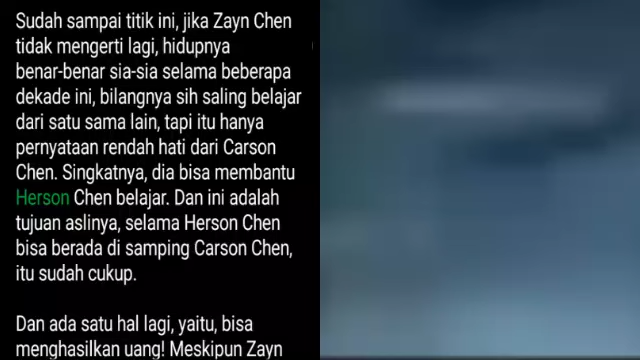 Sudah sampai titik ini, jika Zayn Chen
tidak mengerti lagi, hidupnya
benar-benar sia-sia selama beberapa
dekade ini, bilangnya sih saling belajar
dari satu sama lain, tapi itu hanya
pernyataan rendah hati dari Carson
Chen. Singkatnya, dia bisa membantu
Herson Chen belajar. Dan ini adalah
tujuan aslinya, selama Herson Chen
bisa berada di samping Carson Chen,
itu sudah cukup.
Dan ada satu hal lagi, yaitu, bisa
menghasilkan uang! Meskipun Zayn